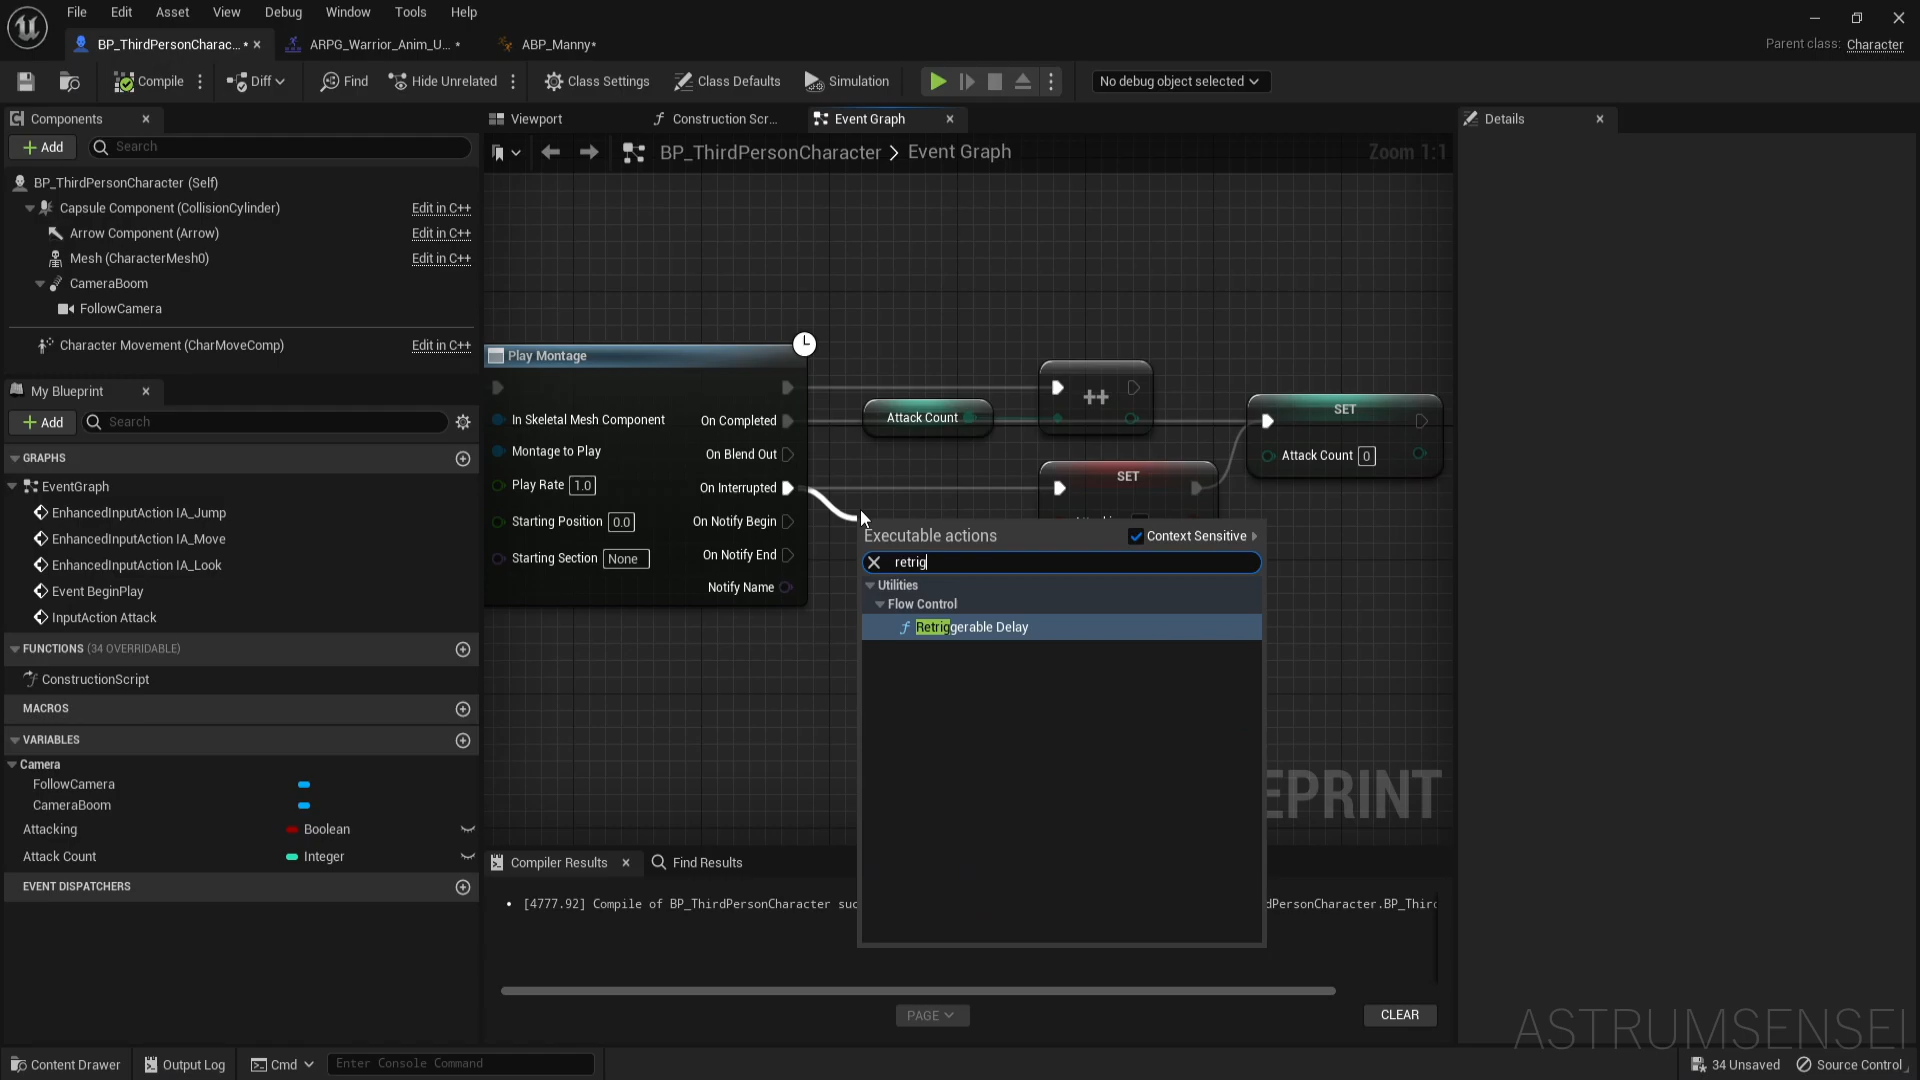 File Edit Asset View Debug Window Tools Help
BP_ThirdPersonCharac... • ARPG_Warrior_Anim_U... • ABP_Manny•
Parent class: Character
Compile Diff Find Hide Unrelated Class Settings Class Defaults Simulation No debug object selected
Components
Add Search
BP_ThirdPersonCharacter (Self)
Capsule Component (CollisionCylinder) Edit in C++
Arrow Component (Arrow) Edit in C++
Mesh (CharacterMesh0) Edit in C++
CameraBoom
FollowCamera
Character Movement (CharMoveComp) Edit in C++
My Blueprint
Add Search
GRAPHS
EventGraph
EnhancedInputAction IA_Jump
EnhancedInputAction IA_Move
EnhancedInputAction IA_Look
Event BeginPlay
InputAction Attack
FUNCTIONS (34 OVERRIDABLE)
ConstructionScript
MACROS
VARIABLES
Camera
FollowCamera
CameraBoom
Attacking Boolean
Attack Count Integer
EVENT DISPATCHERS
Viewport Construction Scr... Event Graph
BP_ThirdPersonCharacter > Event Graph Zoom 1:1
Play Montage
In Skeletal Mesh Component On Completed
Montage to Play On Blend Out
Play Rate 1.0 On Interrupted
Starting Position 0.0 On Notify Begin
Starting Section None On Notify End
Notify Name
Attack Count
++
SET
SET
Attack Count 0
Executable actions Context Sensitive
retrig
Utilities
Flow Control
Retriggerable Delay
EPRINT
Compiler Results Find Results
[4777.92] Compile of BP_ThirdPersonCharacter suc dPersonCharacter.BP_Thir
PAGE CLEAR
Details
ASTRUMSENSEI
Content Drawer Output Log Cmd Enter Console Command 34 Unsaved Source Control